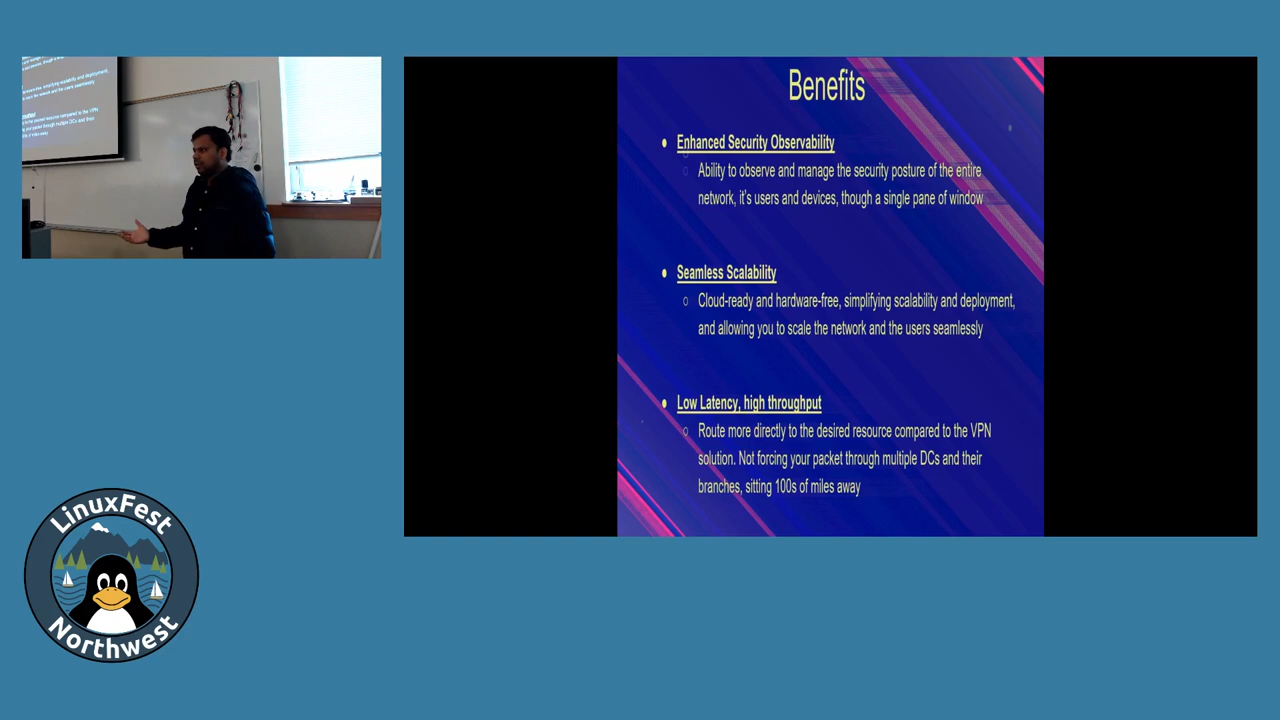 Benefits
Enhanced Security Observability
Ability to observe and manage the security posture of the entire
network, it's users and devices, though a single pane of window
Seamless Scalability
Cloud-ready and hardware-free, simplifying scalability and deployment,
and allowing you to scale the network and the users seamlessly
Low Latency, high throughput
Route more directly to the desired resource compared to the VPN
solution. Not forcing your packet through multiple DCs and their
branches, sitting 100s of miles away
LinuxFest
Northwest